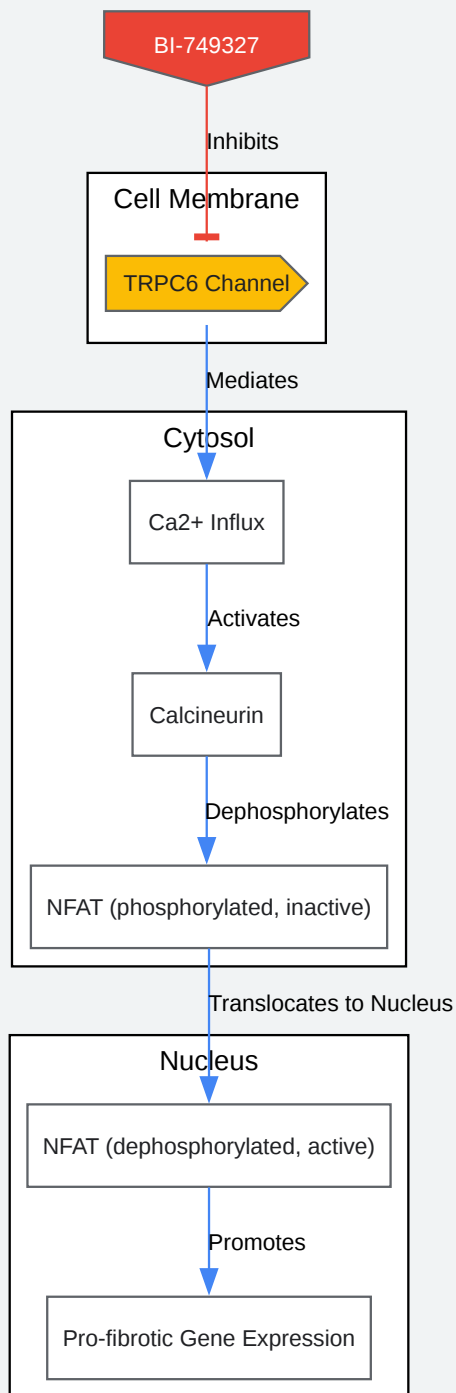 BI-749327
Inhibits
Cell Membrane
TRPC6 Channel
Mediates
Cytosol
Ca2+ Influx
Activates
Calcineurin
Dephosphorylates
NFAT (phosphorylated, inactive)
Translocates to Nucleus
Nucleus
NFAT (dephosphorylated, active)
Promotes
Pro-fibrotic Gene Expression